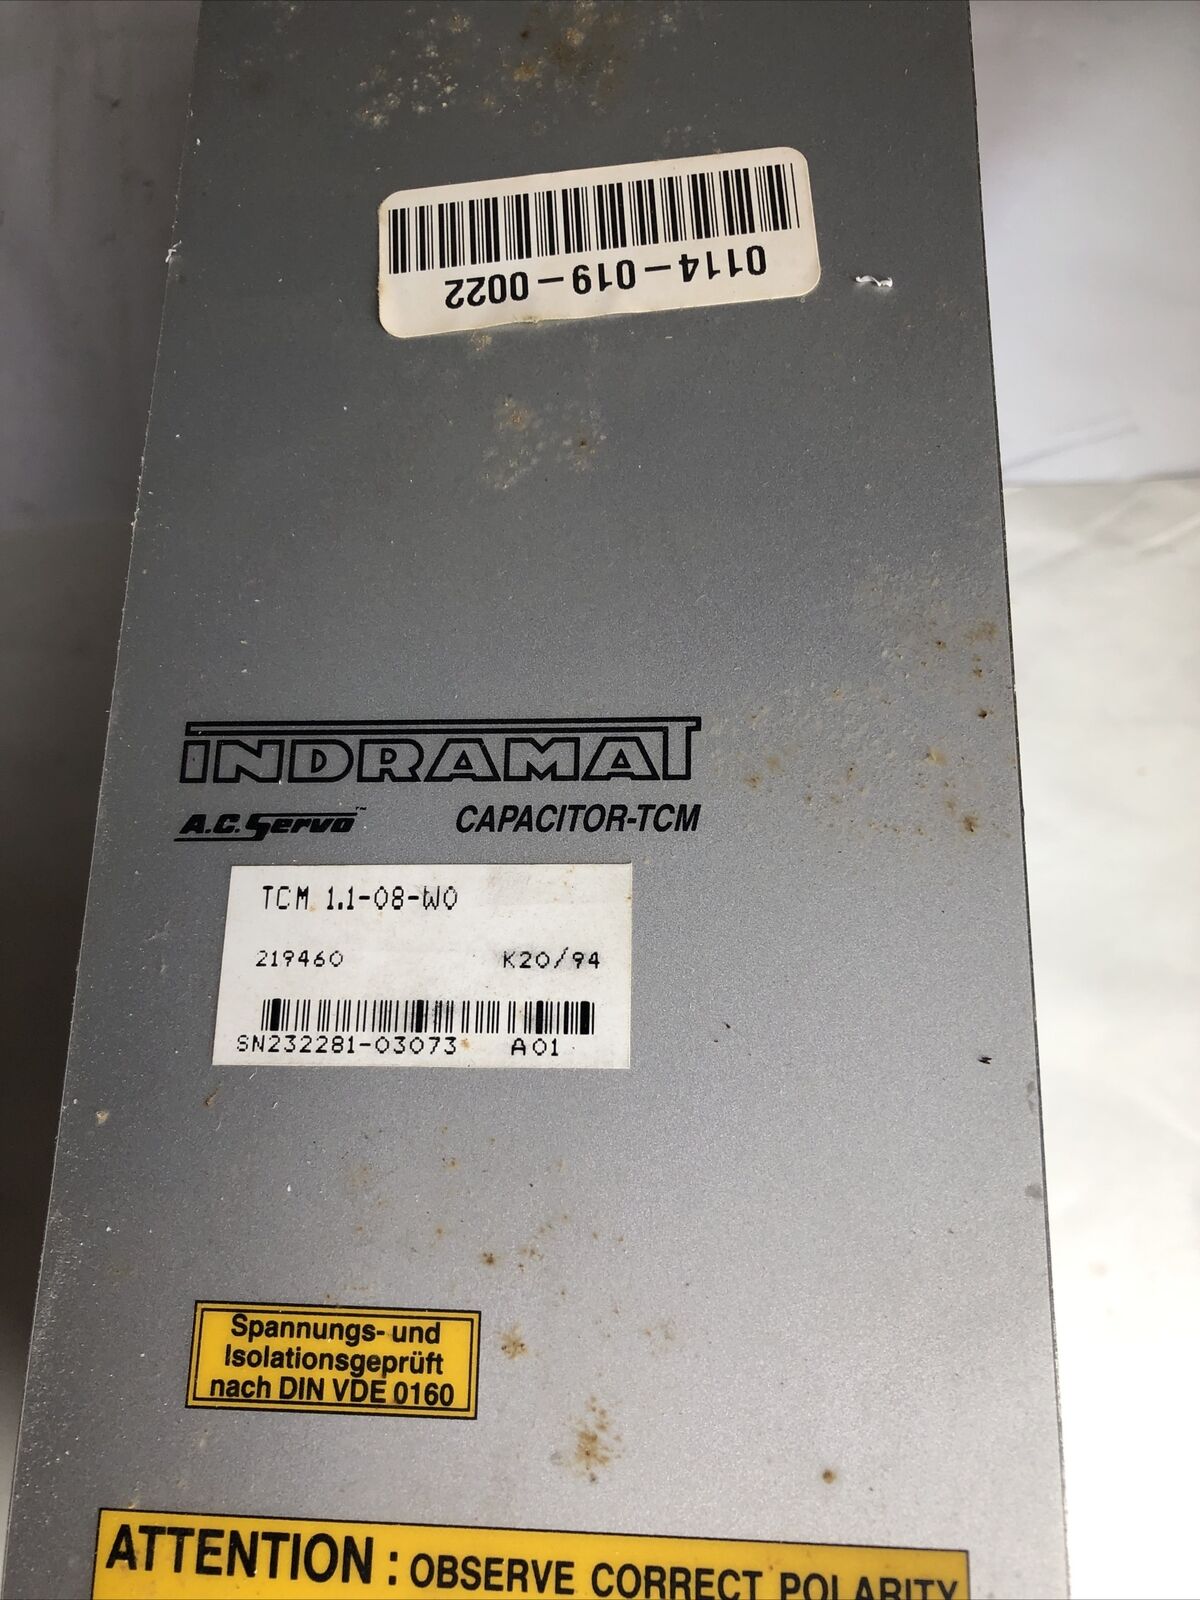 0114-019-0022
INDRAMAT
A.C. Servo™ CAPACITOR-TCM
TCM 1.1-08-W0
219460 K20/94
SN232281-03073 A01
Spannungs- und
Isolationsgeprüft
nach DIN VDE 0160
ATTENTION : OBSERVE CORRECT POLARITY